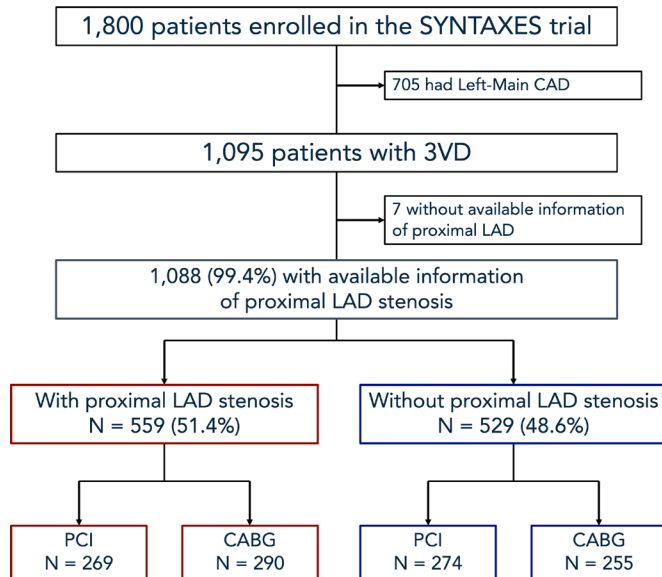 1,800 patients enrolled in the SYNTAXES trial
705 had Left-Main CAD
1,095 patients with 3VD
7 without available information
of proximal LAD
1,088 (99.4%) with available information
of proximal LAD stenosis
With proximal LAD stenosis
N = 559 (51.4%)
Without proximal LAD stenosis
N = 529 (48.6%)
PCI
N = 269
CABG
N = 290
PCI
N = 274
CABG
N = 255